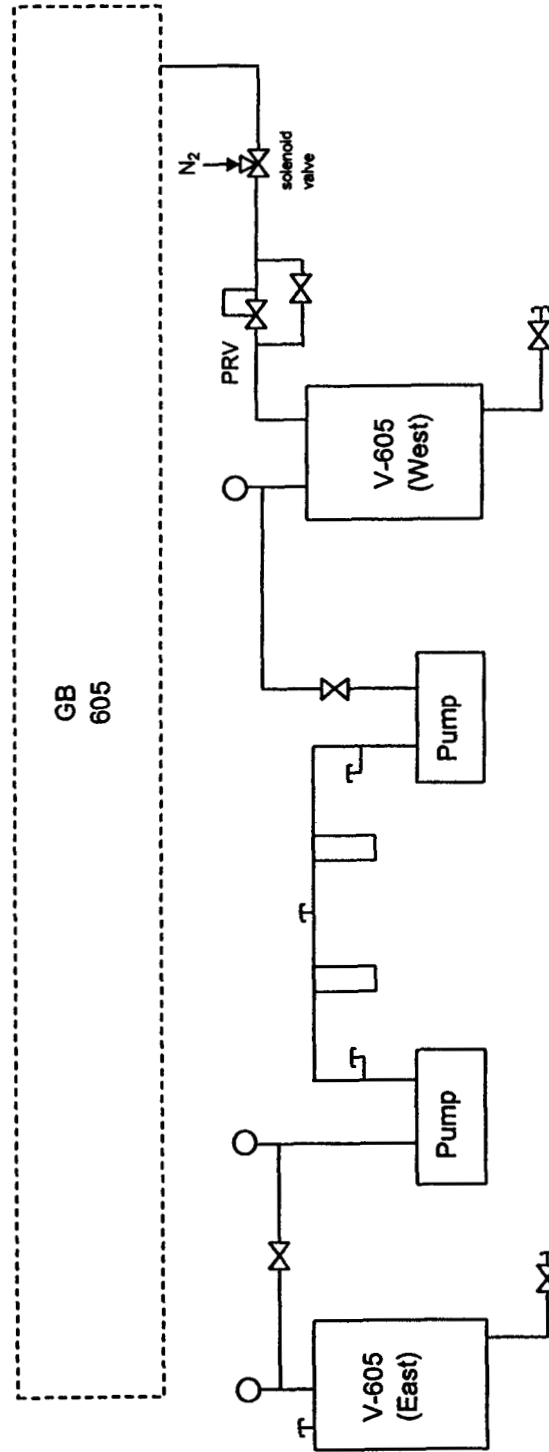 GB
605
N₂
solenoid
valve
PRV
V-605
(West)
Pump
Pump
V-605
(East)